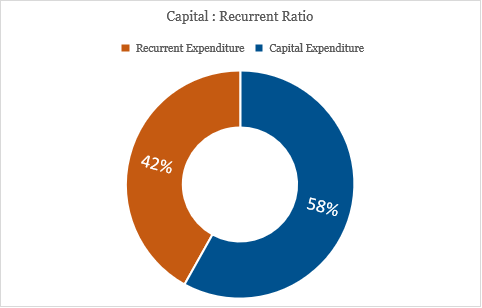 Capital : Recurrent Ratio
Recurrent Expenditure Capital Expenditure
42%
58%